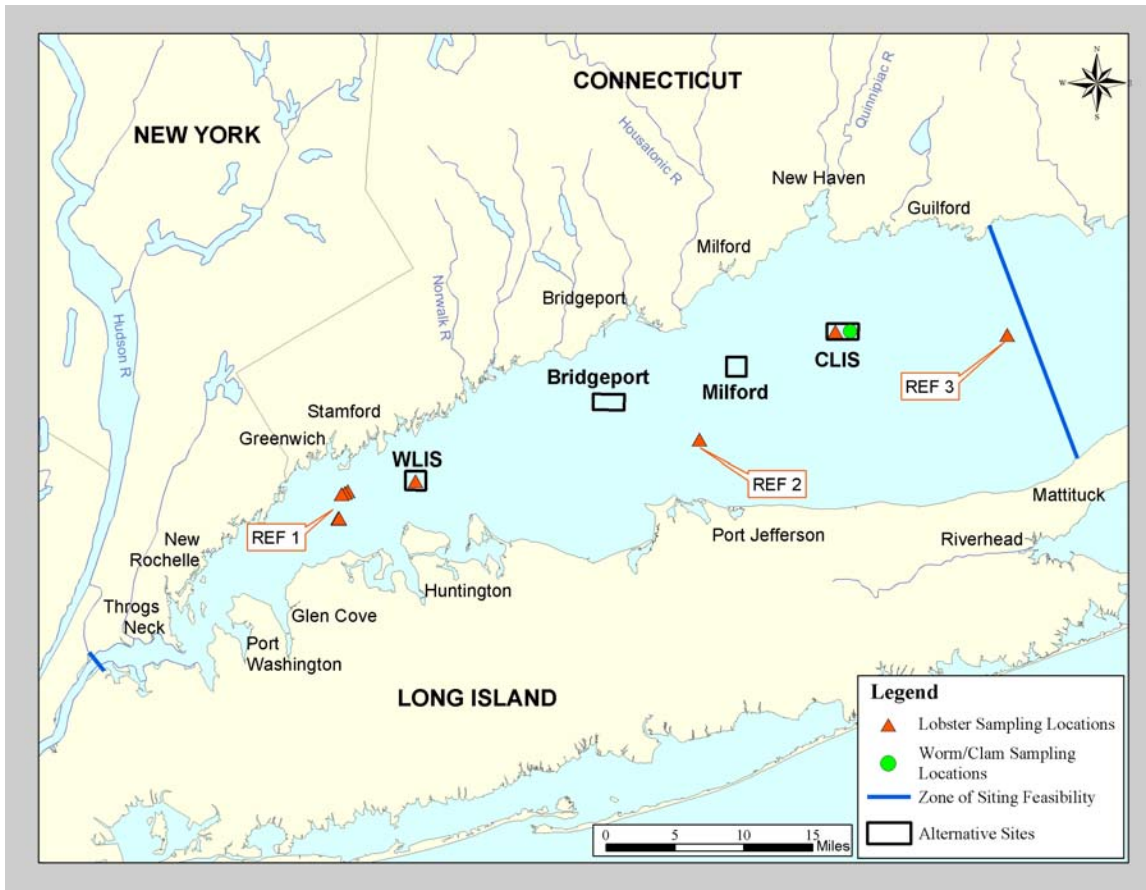 CONNECTICUT
NEW YORK
N
W
E
S
Housatonic R
Quinnipiac R
New Haven
Guilford
Milford
Bridgeport
Norwalk R
Hudson R
CLIS
REF 3
Milford
Bridgeport
Stamford
Greenwich
WLIS
REF 2
REF 1
Mattituck
Port Jefferson
Riverhead
New
Rochelle
Huntington
Glen Cove
Throgs
Neck
Port
Washington
LONG ISLAND
Legend
Lobster Sampling Locations
Worm/Clam Sampling
Locations
Zone of Siting Feasibility
Alternative Sites
0 5 10 15
Miles